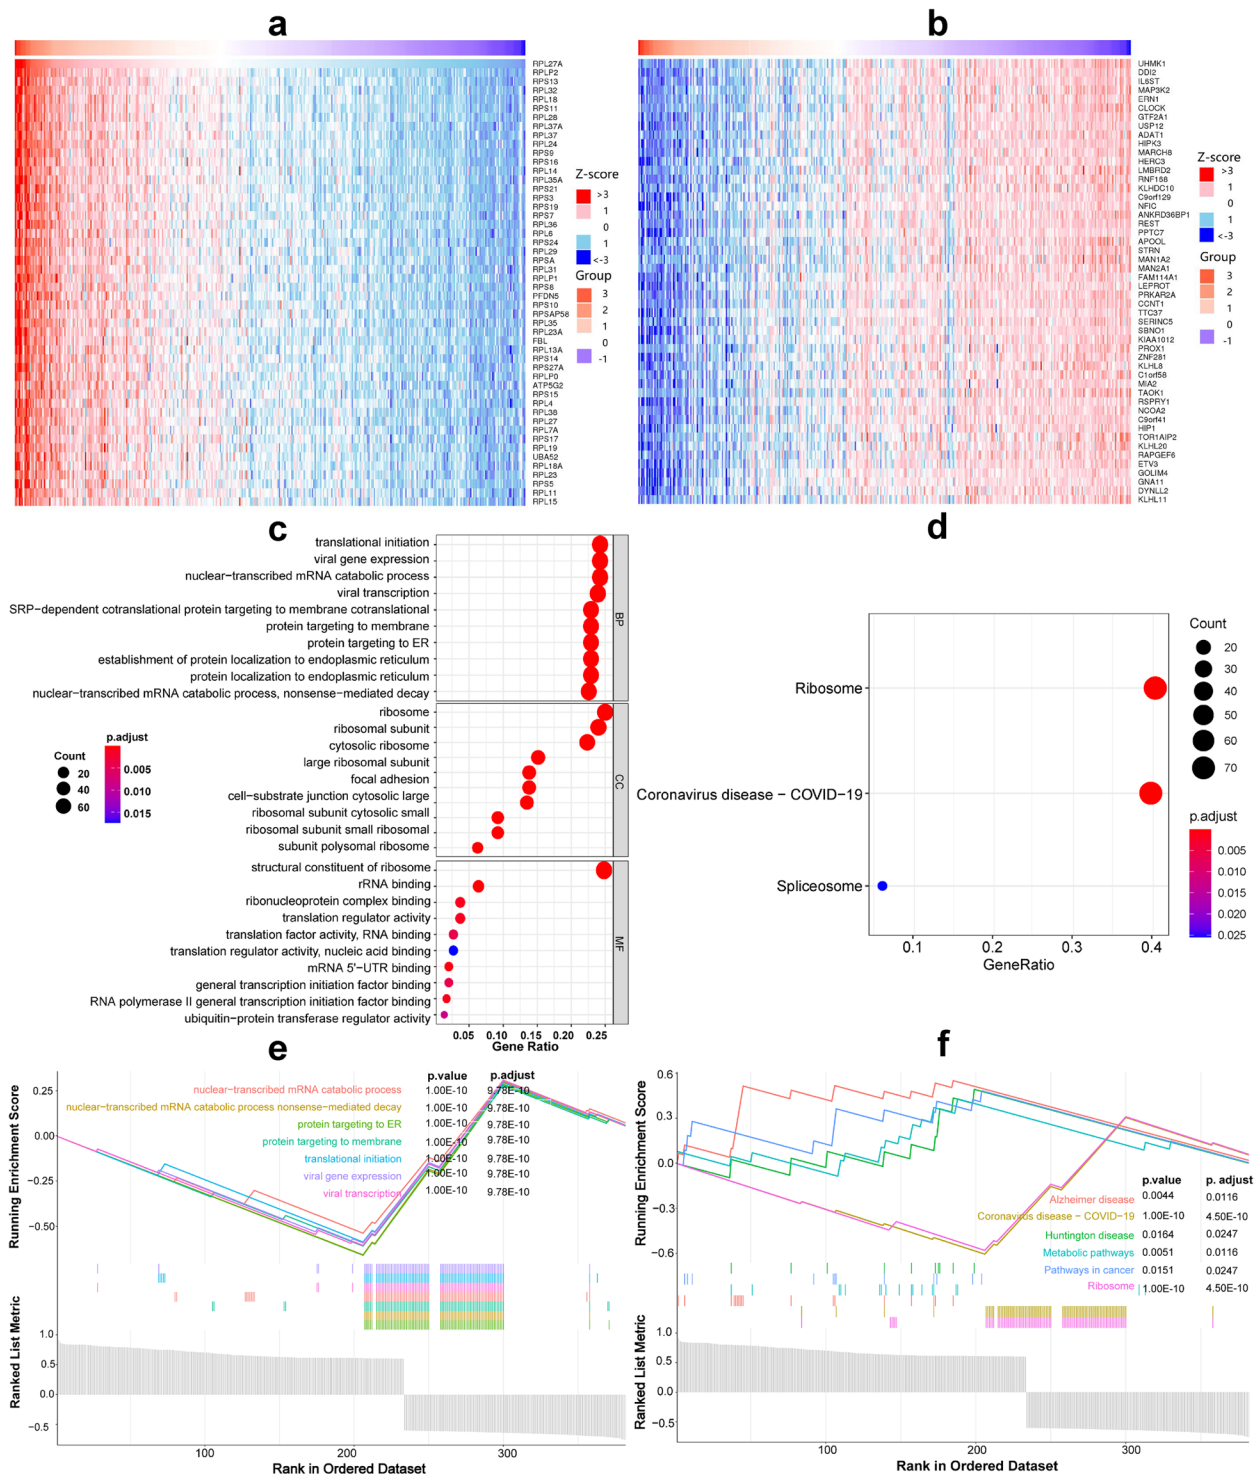 a
RPL27A
RPLP2
RPS13
RPL32
RPL18
RPS11
RPL28
RPL37A
RPL37
RPL24
RPS9
RPS16
RPL14
RPL35A
RPS21
RPS3
RPS19
RPS7
RPL36
RPL6
RPS24
RPL29
RPSA
RPL31
RPLP1
RPS8
PFDN5
RPS10
RPSAP58
RPL35
RPL23A
FBL
RPL13A
RPS14
RPS27A
RPLP0
ATP5G2
RPS15
RPL4
RPL38
RPL27
RPL7A
RPS17
RPL19
UBA52
RPL18A
RPL23
RPS5
RPL11
RPL15
Z-score
>3
1
0
1
<-3
Group
3
2
1
0
-1
b
UHMK1
DDI2
IL6ST
MAP3K2
ERN1
CLOCK
GTF2A1
USP12
ADAT1
HIPK3
MARCH8
HERC3
LMBRD2
RNF168
KLHDC10
C9orf129
NFIC
ANKRD36BP1
REST
PPTC7
APOOL
STRN
MAN1A2
MAN2A1
FAM114A1
LEPROT
PRKAR2A
CCNT1
TTC37
SERINC5
SBNO1
KIAA1012
PROX1
ZNF281
KLHL8
C1orf58
MIA2
TAOK1
RSPRY1
NCOA2
C9orf41
HIP1
TOR1AIP2
KLHL20
RAPGEF6
ETV3
GOLIM4
GNA11
DYNLL2
KLHL11
Z-score
>3
1
0
1
<-3
Group
3
2
1
0
-1
c
translational initiation
viral gene expression
nuclear-transcribed mRNA catabolic process
viral transcription
SRP-dependent cotranslational protein targeting to membrane cotranslational
protein targeting to membrane
protein targeting to ER
establishment of protein localization to endoplasmic reticulum
protein localization to endoplasmic reticulum
nuclear-transcribed mRNA catabolic process, nonsense-mediated decay
BP
ribosome
ribosomal subunit
cytosolic ribosome
large ribosomal subunit
focal adhesion
cell-substrate junction cytosolic large
ribosomal subunit cytosolic small
ribosomal subunit small ribosomal
subunit polysomal ribosome
CC
structural constituent of ribosome
rRNA binding
ribonucleoprotein complex binding
translation regulator activity
translation factor activity, RNA binding
translation regulator activity, nucleic acid binding
mRNA 5'-UTR binding
general transcription initiation factor binding
RNA polymerase II general transcription initiation factor binding
ubiquitin-protein transferase regulator activity
MF
0.05 0.10 0.15 0.20 0.25
Gene Ratio
Count
20
40
60
p.adjust
0.005
0.010
0.015
d
Ribosome
Coronavirus disease - COVID-19
Spliceosome
0.1 0.2 0.3 0.4
GeneRatio
Count
20
30
40
50
60
70
p.adjust
0.005
0.010
0.015
0.020
0.025
e
Running Enrichment Score
0.25
0.00
-0.25
-0.50
p.value p.adjust
nuclear-transcribed mRNA catabolic process 1.00E-10 9.78E-10
nuclear-transcribed mRNA catabolic process nonsense-mediated decay 1.00E-10 9.78E-10
protein targeting to ER 1.00E-10 9.78E-10
protein targeting to membrane 1.00E-10 9.78E-10
translational initiation 1.00E-10 9.78E-10
viral gene expression 1.00E-10 9.78E-10
viral transcription 1.00E-10 9.78E-10
Ranked List Metric
1.0
0.5
0.0
-0.5
100 200 300
Rank in Ordered Dataset
f
Running Enrichment Score
0.6
0.3
0.0
-0.3
-0.6
p.value p. adjust
Alzheimer disease 0.0044 0.0116
Coronavirus disease - COVID-19 1.00E-10 4.50E-10
Huntington disease 0.0164 0.0247
Metabolic pathways 0.0051 0.0116
Pathways in cancer 0.0151 0.0247
Ribosome 1.00E-10 4.50E-10
Ranked List Metric
1.0
0.5
0.0
-0.5
100 200 300
Rank in Ordered Dataset